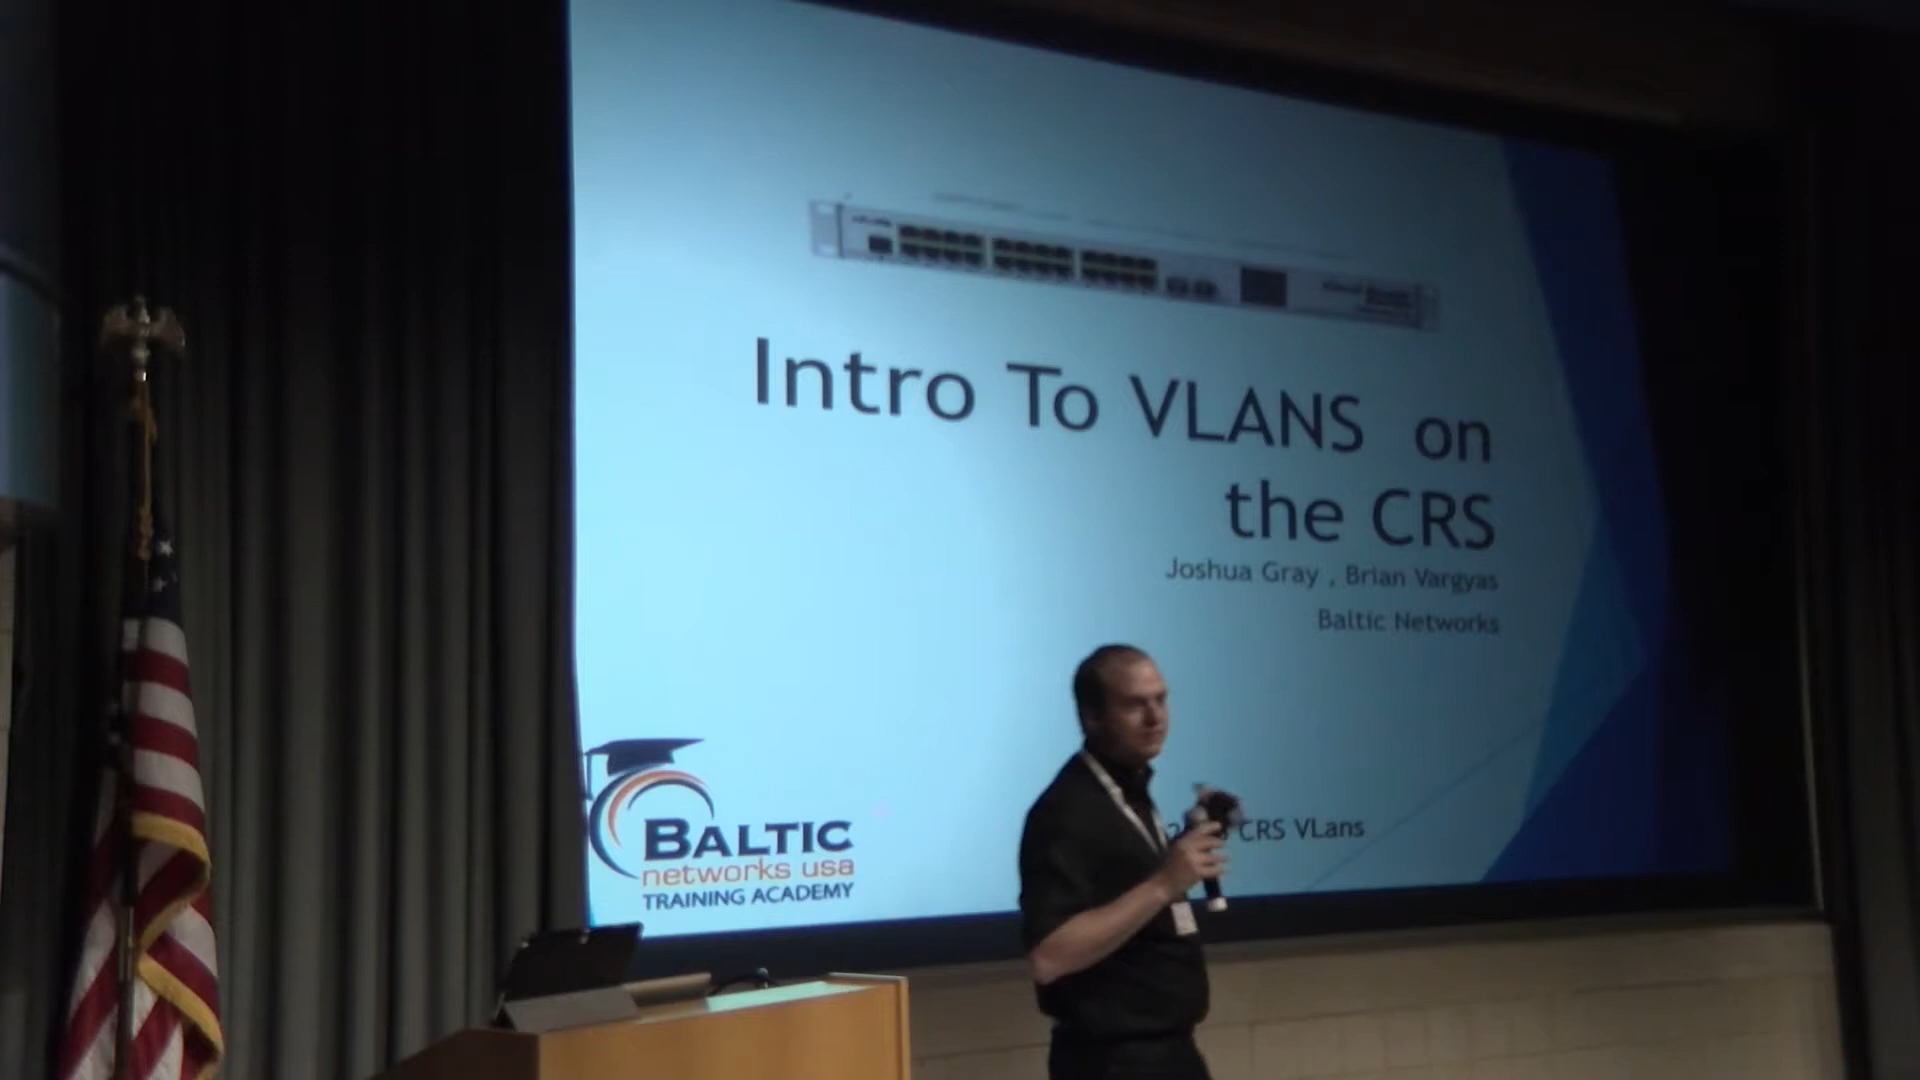 Intro To VLANS on
the CRS
Joshua Gray , Brian Vargyas
Baltic Networks
CRS VLans
BALTIC
networks usa
TRAINING ACADEMY